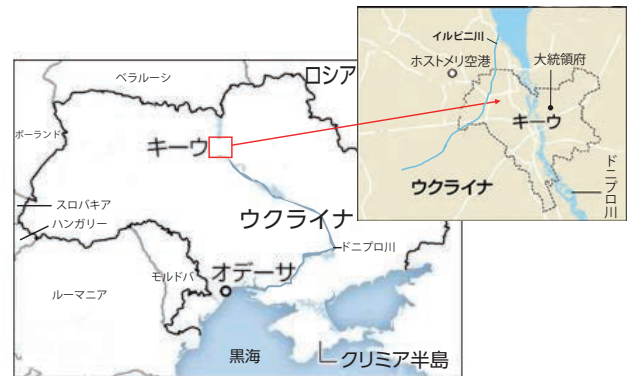 ベラルーシ
ロシア
ポーランド
キーウ
スロバキア
ハンガリー
ウクライナ
ドニプロ川
モルドバ
オデーサ
ルーマニア
黒海
クリミア半島
イルピニ川
ホストメリ空港
大統領府
キーウ
ウクライナ
ドニプロ川